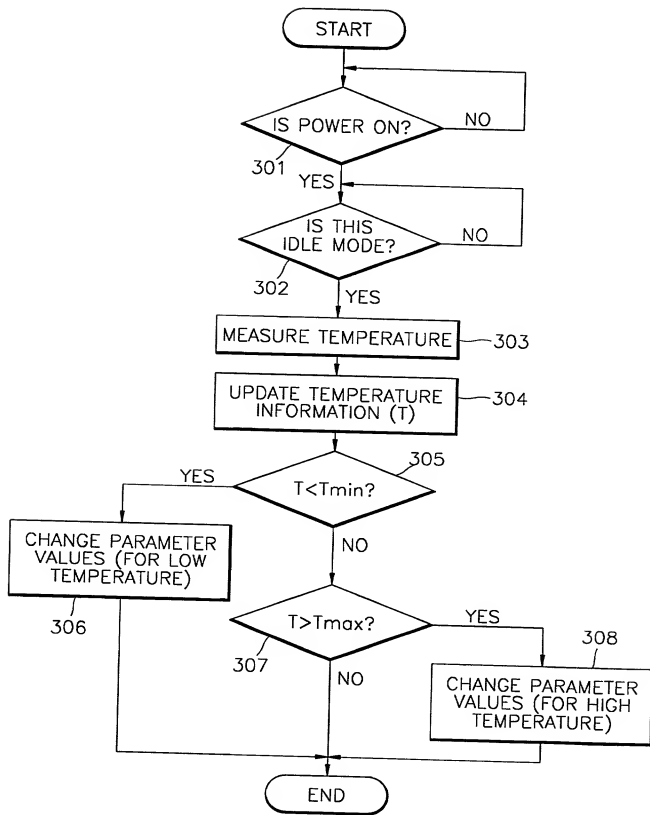 START
IS POWER ON?
NO
301
YES
IS THIS
IDLE MODE?
NO
302
YES
MEASURE TEMPERATURE
303
UPDATE TEMPERATURE
INFORMATION (T)
304
305
YES
T<Tmin?
NO
CHANGE PARAMETER
VALUES (FOR LOW
TEMPERATURE)
306
T>Tmax?
YES
307
NO
308
CHANGE PARAMETER
VALUES (FOR HIGH
TEMPERATURE)
END